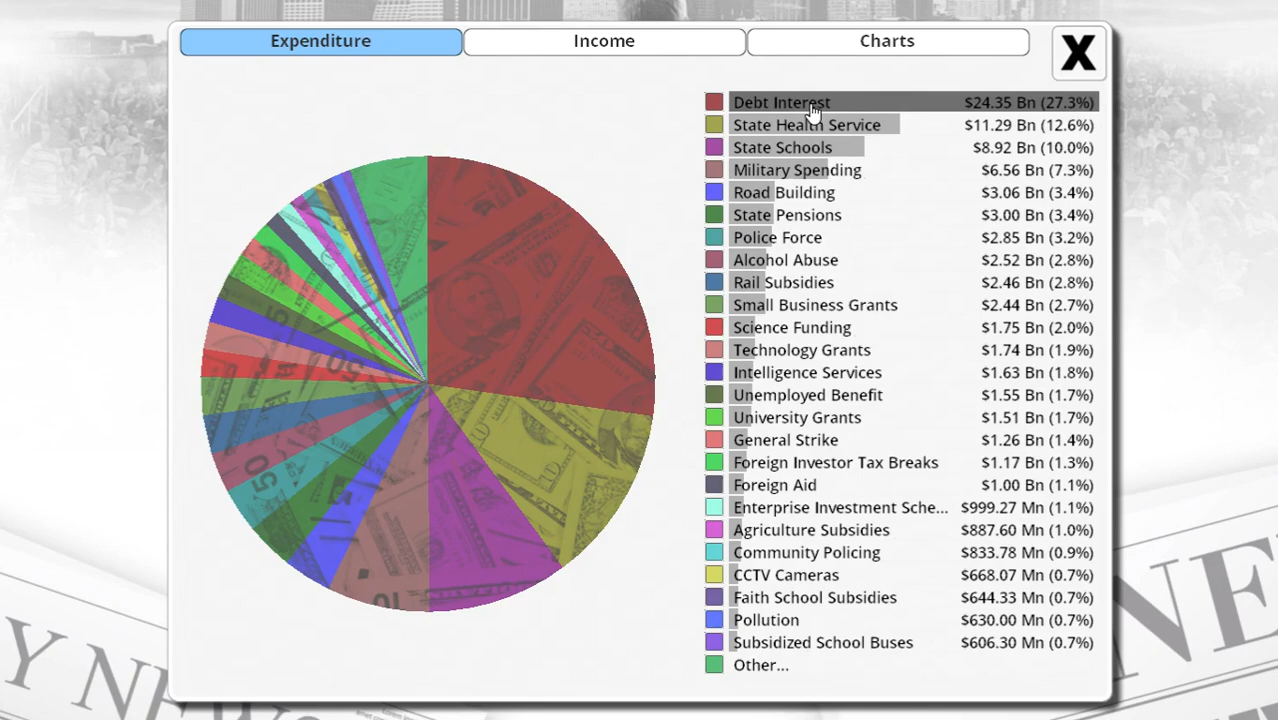 Expenditure
Income
Charts
X
Debt Interest $24.35 Bn (27.3%)
State Health Service $11.29 Bn (12.6%)
State Schools $8.92 Bn (10.0%)
Military Spending $6.56 Bn (7.3%)
Road Building $3.06 Bn (3.4%)
State Pensions $3.00 Bn (3.4%)
Police Force $2.85 Bn (3.2%)
Alcohol Abuse $2.52 Bn (2.8%)
Rail Subsidies $2.46 Bn (2.8%)
Small Business Grants $2.44 Bn (2.7%)
Science Funding $1.75 Bn (2.0%)
Technology Grants $1.74 Bn (1.9%)
Intelligence Services $1.63 Bn (1.8%)
Unemployed Benefit $1.55 Bn (1.7%)
University Grants $1.51 Bn (1.7%)
General Strike $1.26 Bn (1.4%)
Foreign Investor Tax Breaks $1.17 Bn (1.3%)
Foreign Aid $1.00 Bn (1.1%)
Enterprise Investment Sche... $999.27 Mn (1.1%)
Agriculture Subsidies $887.60 Mn (1.0%)
Community Policing $833.78 Mn (0.9%)
CCTV Cameras $668.07 Mn (0.7%)
Faith School Subsidies $644.33 Mn (0.7%)
Pollution $630.00 Mn (0.7%)
Subsidized School Buses $606.30 Mn (0.7%)
Other...